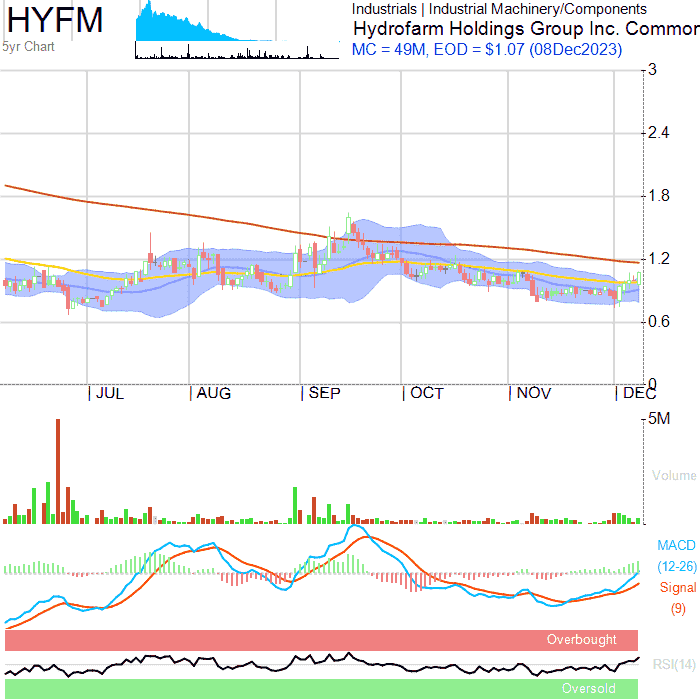 HYFM
5yr Chart
Industrials | Industrial Machinery/Components
Hydrofarm Holdings Group Inc. Common
MC = 49M, EOD = $1.07 (08Dec2023)
3
2.4
1.8
1.2
0.6
0
JUL AUG SEP OCT NOV DEC
5M
Volume
MACD
(12-26)
Signal
(9)
Overbought
RSI(14)
Oversold